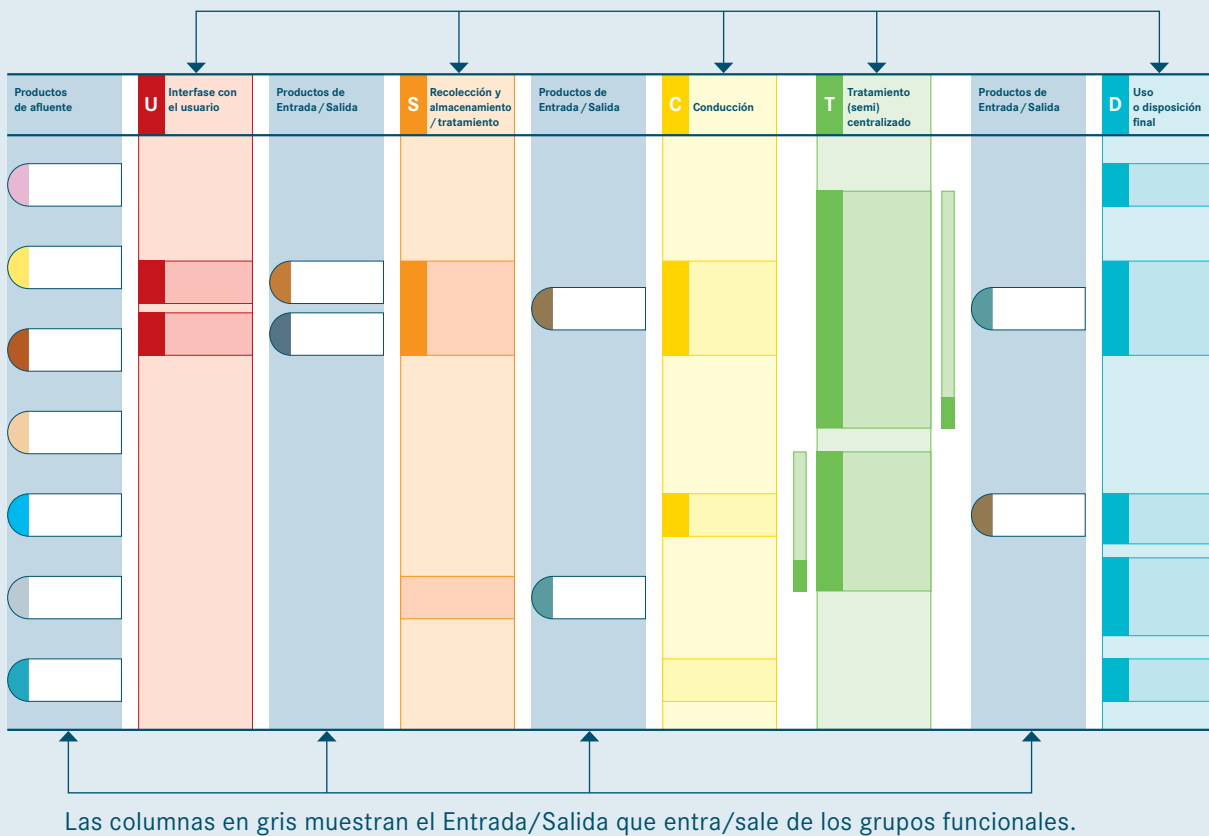 Productos
de afluente
U
Interfase con
el usuario
Productos de
Entrada / Salida
S
Recolección y
almacenamiento
/ tratamiento
Productos de
Entrada / Salida
C
Conducción
T
Tratamiento
(semi)
centralizado
Productos de
Entrada / Salida
D
Uso
o disposición
final
Las columnas en gris muestran el Entrada/Salida que entra/sale de los grupos funcionales.